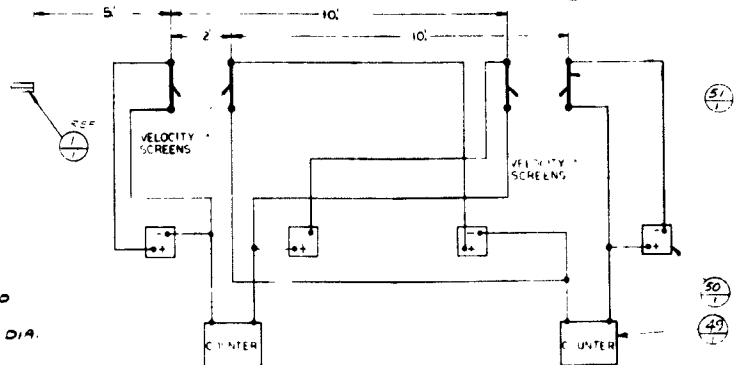 5'
10'
2'
10'
REF
1
1
VELOCITY
SCREENS
VELOCITY
SCREENS
51
1
- +
- +
- +
- +
50
1
49
1
DIA.
COUNTER
COUNTER